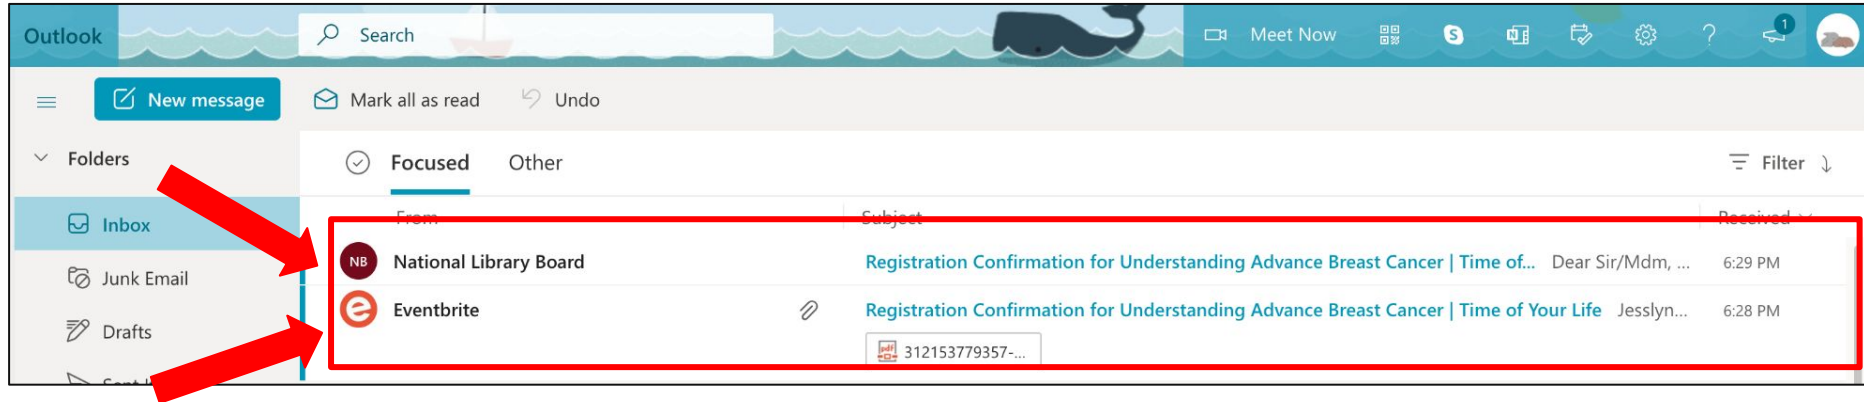 Outlook
Search
Meet Now
1
New message
Mark all as read
Undo
Folders
Focused
Other
Filter
Inbox
From
Subject
Received
NB
National Library Board
Registration Confirmation for Understanding Advance Breast Cancer | Time of... Dear Sir/Mdm, ...
6:29 PM
Junk Email
Eventbrite
Registration Confirmation for Understanding Advance Breast Cancer | Time of Your Life Jesslyn...
6:28 PM
Drafts
pdf
312153779357-...